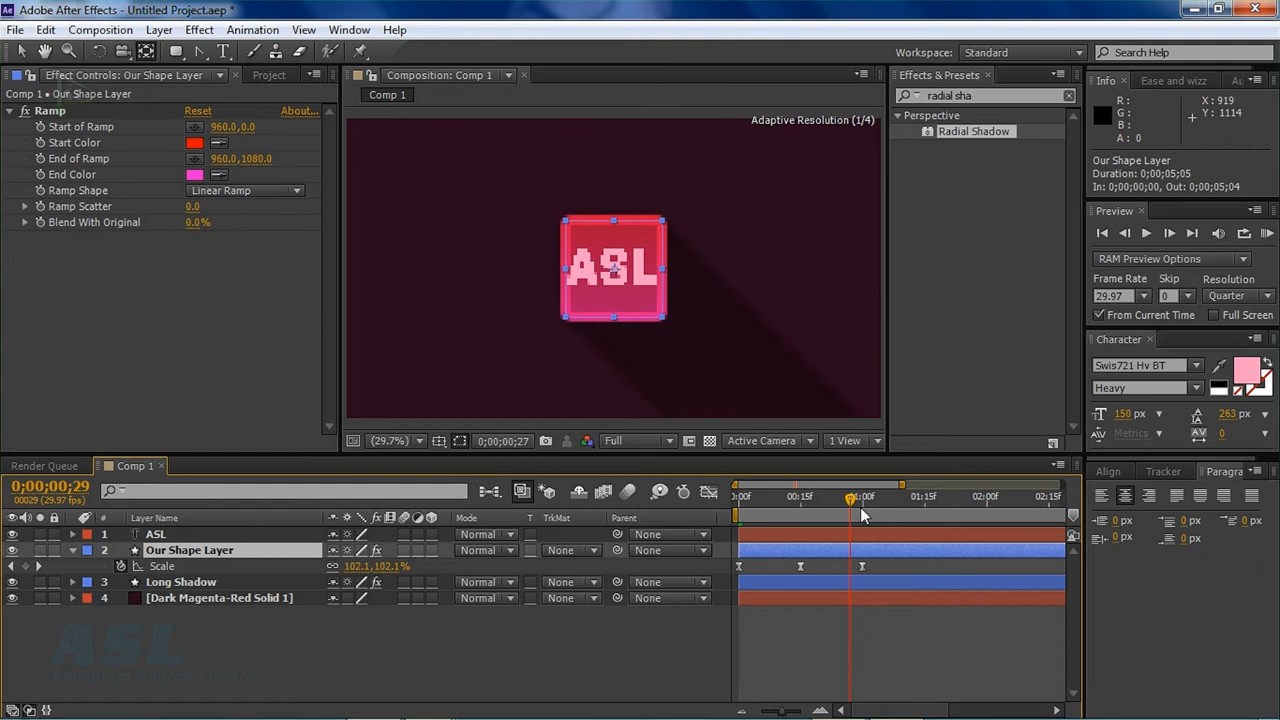 Adobe After Effects - Untitled Project.aep *
File Edit Composition Layer Effect Animation View Window Help
Workspace: Standard Search Help
Effect Controls: Our Shape Layer Project
Comp 1 • Our Shape Layer
Ramp Reset About...
Start of Ramp 960.0,0.0
Start Color
End of Ramp 960.0,1080.0
End Color
Ramp Shape Linear Ramp
Ramp Scatter 0.0
Blend With Original 0.0%
Composition: Comp 1
Comp 1
Adaptive Resolution (1/4)
ASL
(29.7%) 0;00;00;27 Full Active Camera 1 View
Effects & Presets
radial sha
Perspective
Radial Shadow
Info Ease and wizz Au
R: X: 919
G: Y: 1114
B:
A: 0
Our Shape Layer
Duration: 0;00;05;05
In: 0;00;00;00, Out: 0;00;05;04
Preview
RAM Preview Options
Frame Rate Skip Resolution
29.97 0 Quarter
From Current Time Full Screen
Character
Swis721 Hv BT
Heavy
150 px 263 px
Metrics 0
Align Tracker Paragra
0 px 0 px 0 px
0 px 0 px
Render Queue Comp 1
0;00;00;29
00029 (29.97 fps)
0:00f 00:15f 01:00f 01:15f 02:00f 02:15f
# Layer Name Mode T TrkMat Parent
1 ASL Normal None
2 Our Shape Layer Normal None None
Scale 102.1,102.1%
3 Long Shadow Normal None None
4 [Dark Magenta-Red Solid 1] Normal None None
ASL
Animation Source Library